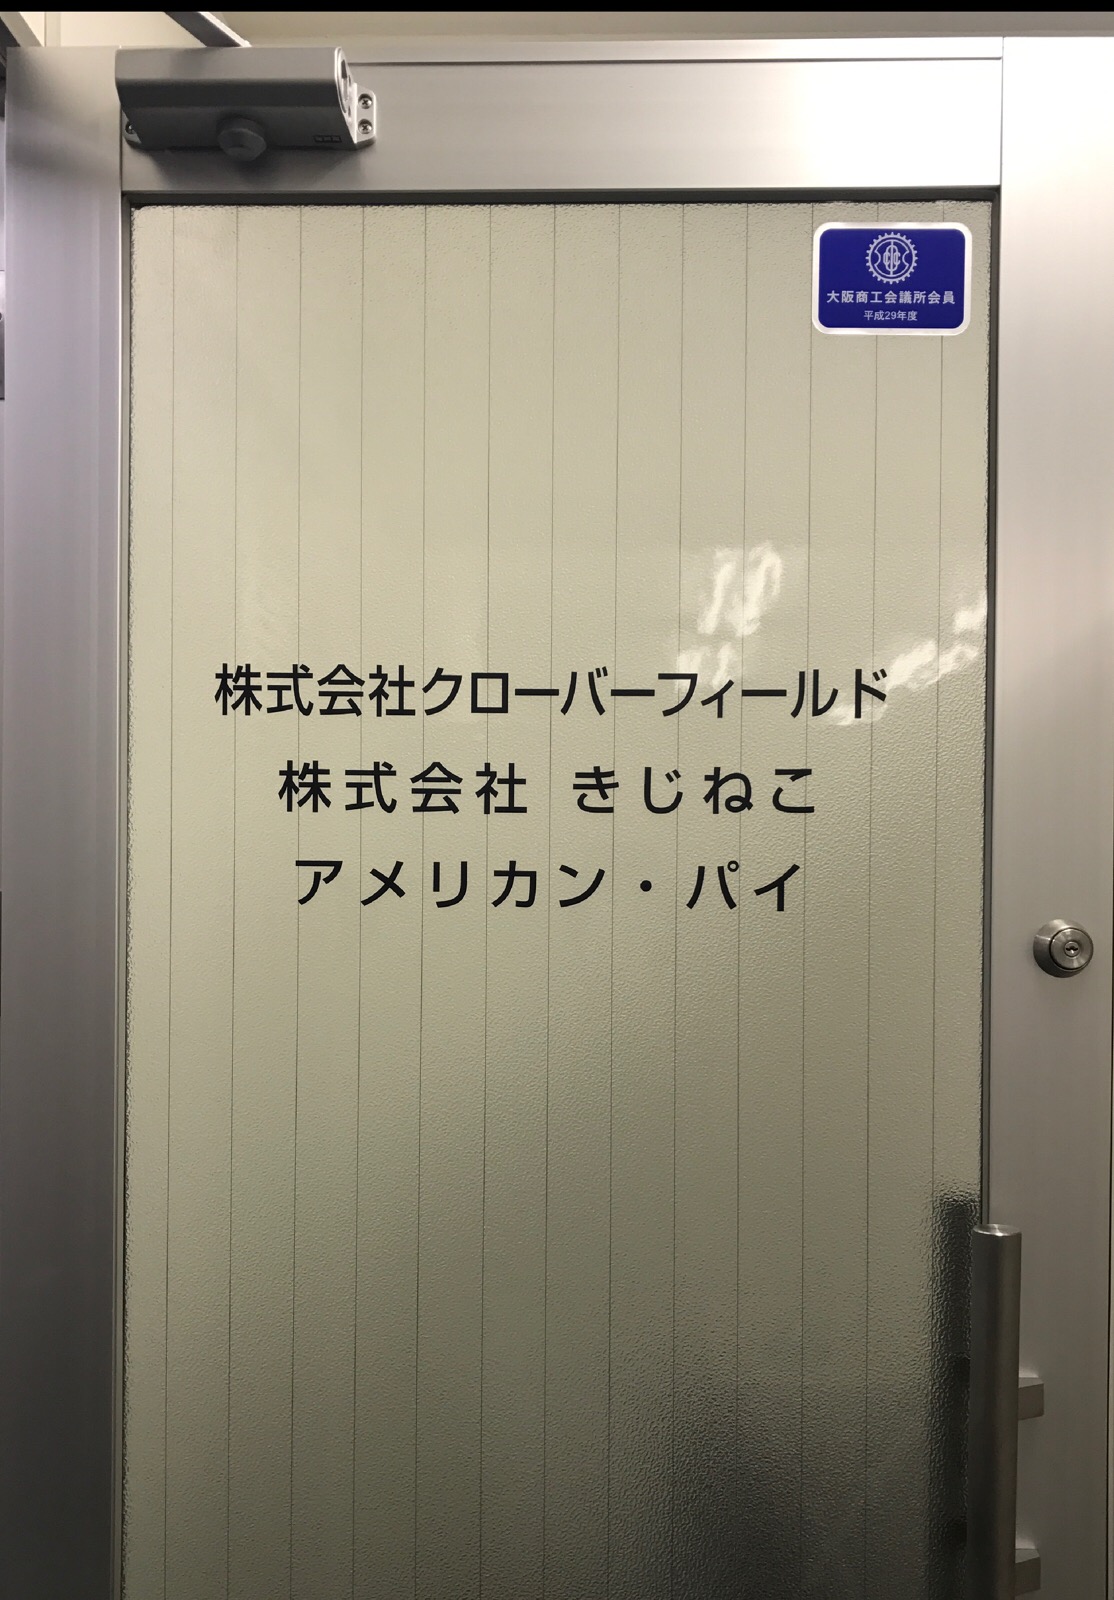 大阪商工会議所会員
平成29年度
株式会社クローバーフィールド
株式会社 きじねこ
アメリカン・パイ